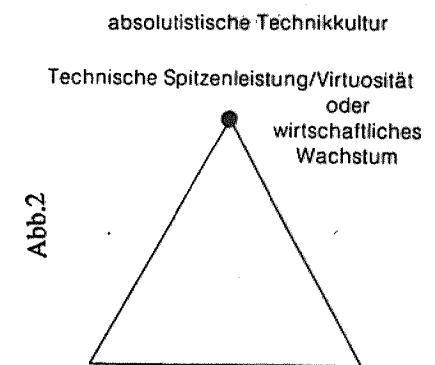 absolutistische Technikkultur
Technische Spitzenleistung/Virtuosität
oder
wirtschaftliches
Wachstum
Abb.2